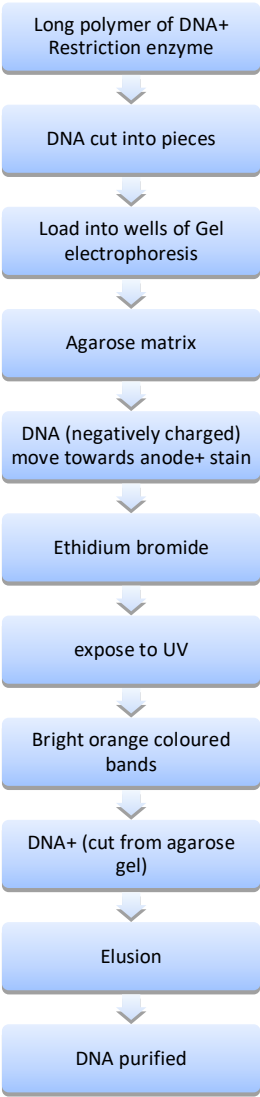 Long polymer of DNA+
Restriction enzyme
DNA cut into pieces
Load into wells of Gel
electrophoresis
Agarose matrix
DNA (negatively charged)
move towards anode+ stain
Ethidium bromide
expose to UV
Bright orange coloured
bands
DNA+ (cut from agarose
gel)
Elusion
DNA purified